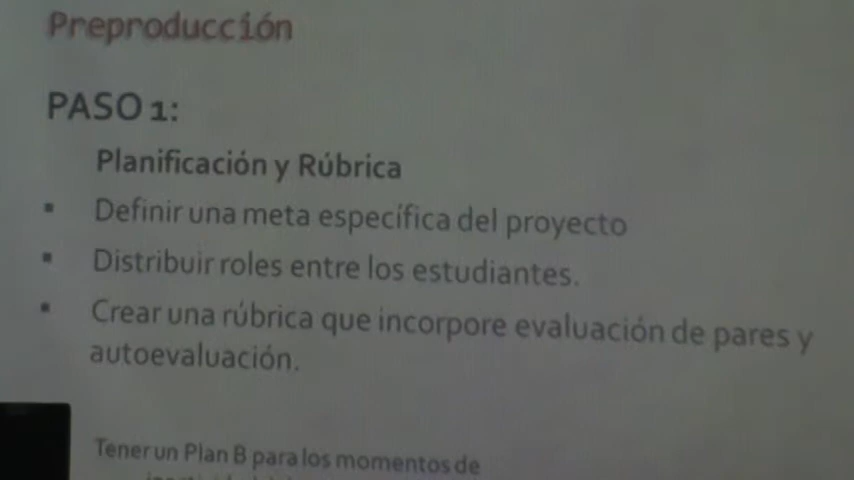 Preproducción
PASO 1:
Planificación y Rúbrica
▪ Definir una meta específica del proyecto
▪ Distribuir roles entre los estudiantes.
▪ Crear una rúbrica que incorpore evaluación de pares y
autoevaluación.
Tener un Plan B para los momentos de